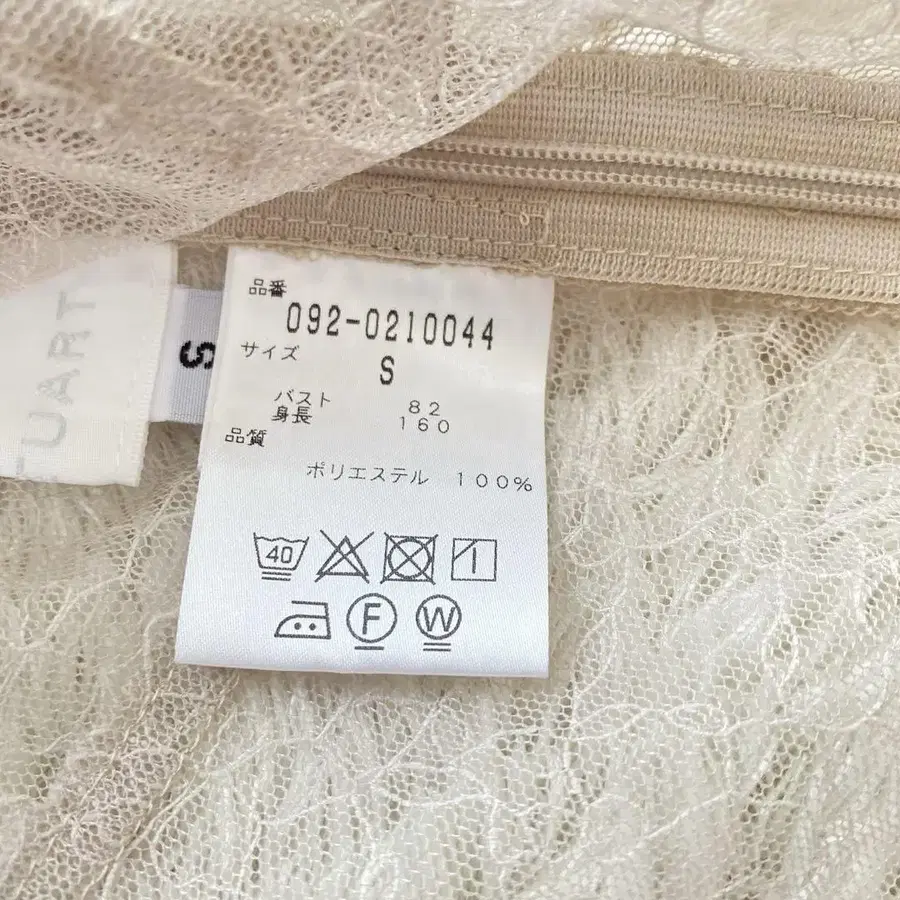 品番
092-0210044
サイズ
S
バスト 82
身長 160
品質
ポリエステル 100%
40
F
W
S
TUART